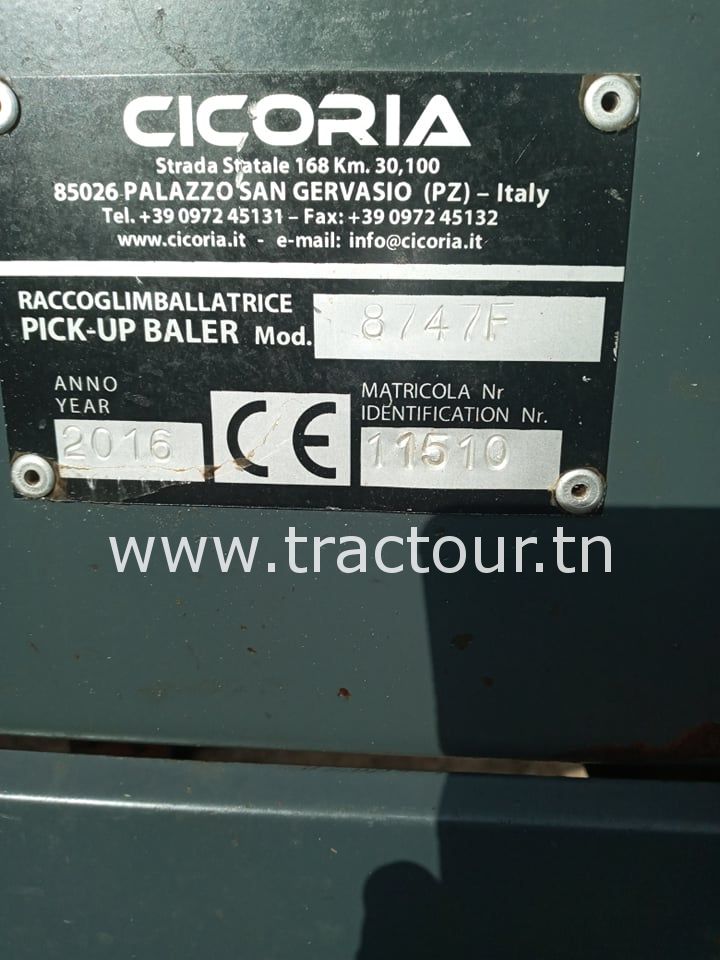 CICORIA
Strada Statale 168 Km. 30,100
85026 PALAZZO SAN GERVASIO (PZ) – Italy
Tel. +39 0972 45131 – Fax: +39 0972 45132
www.cicoria.it - e-mail: info@cicoria.it
RACCOGLIMBALLATRICE
PICK-UP BALER Mod. 8747F
ANNO
YEAR
2016
CE
MATRICOLA Nr
IDENTIFICATION Nr.
11510
www.tractour.tn